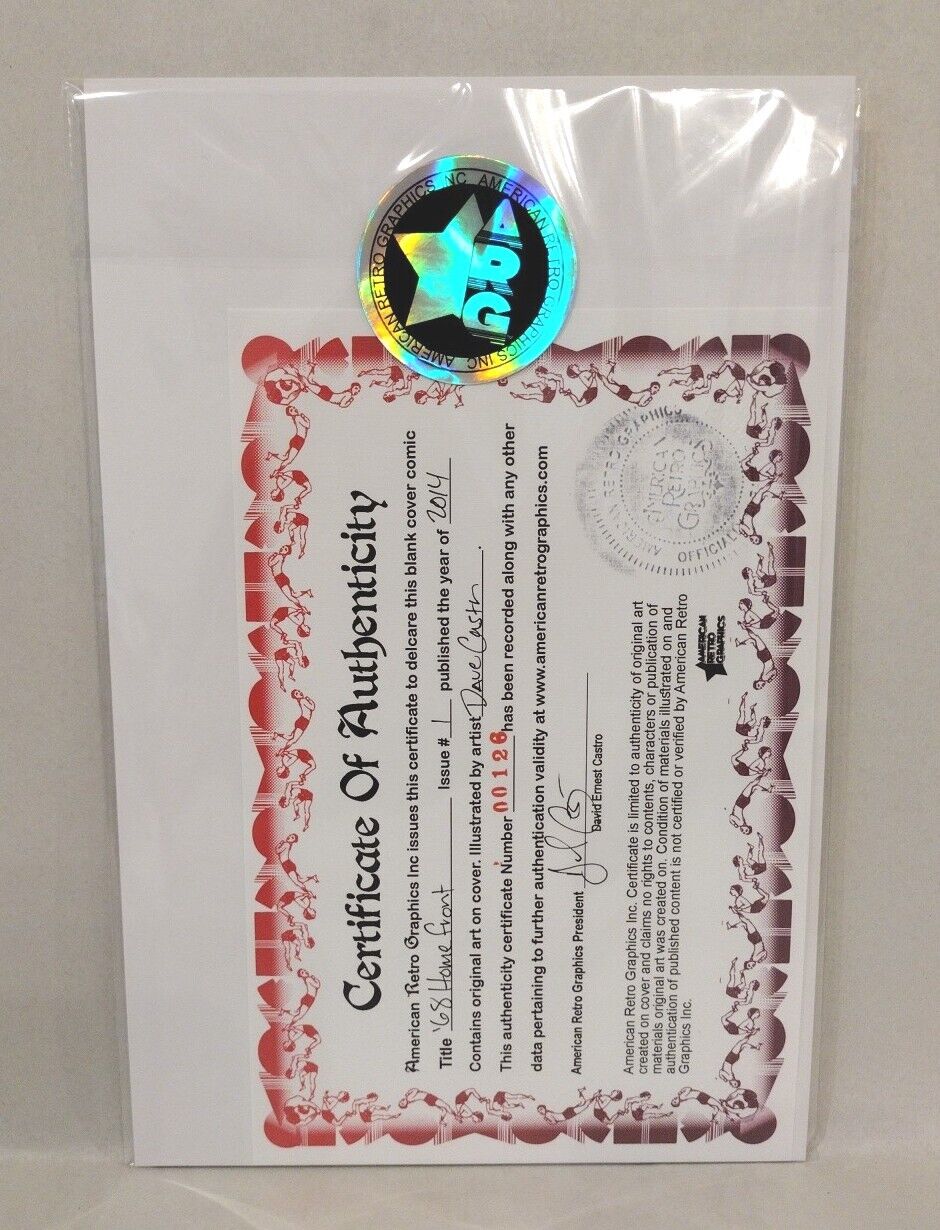 AMERICAN RETRO GRAPHICS INC. AMERICAN RETRO GRAPHICS INC.
ARG
Certificate Of Authenticity
American Retro Graphics Inc issues this certificate to delcare this blank cover comic
Title '68 Home front Issue # 1 published the year of 2014
Contains original art on cover. Illustrated by artist Dave Castro.
This authenticity certificate Number 00126 has been recorded along with any other
data pertaining to further authentication validity at www.americanretrographics.com
American Retro Graphics President
David Ernest Castro
American Retro Graphics Inc. Certificate is limited to authenticity of original art
created on cover and claims no rights to contents, characters or publication of
materials original art was created on. Condition of materials illustrated on and
authentication of published content is not certified or verified by American Retro
Graphics Inc.
AMERICAN
RETRO
GRAPHICS
AMERICAN RETRO GRAPHICS
OFFICIAL
AMERICAN
RETRO
GRAPHICS